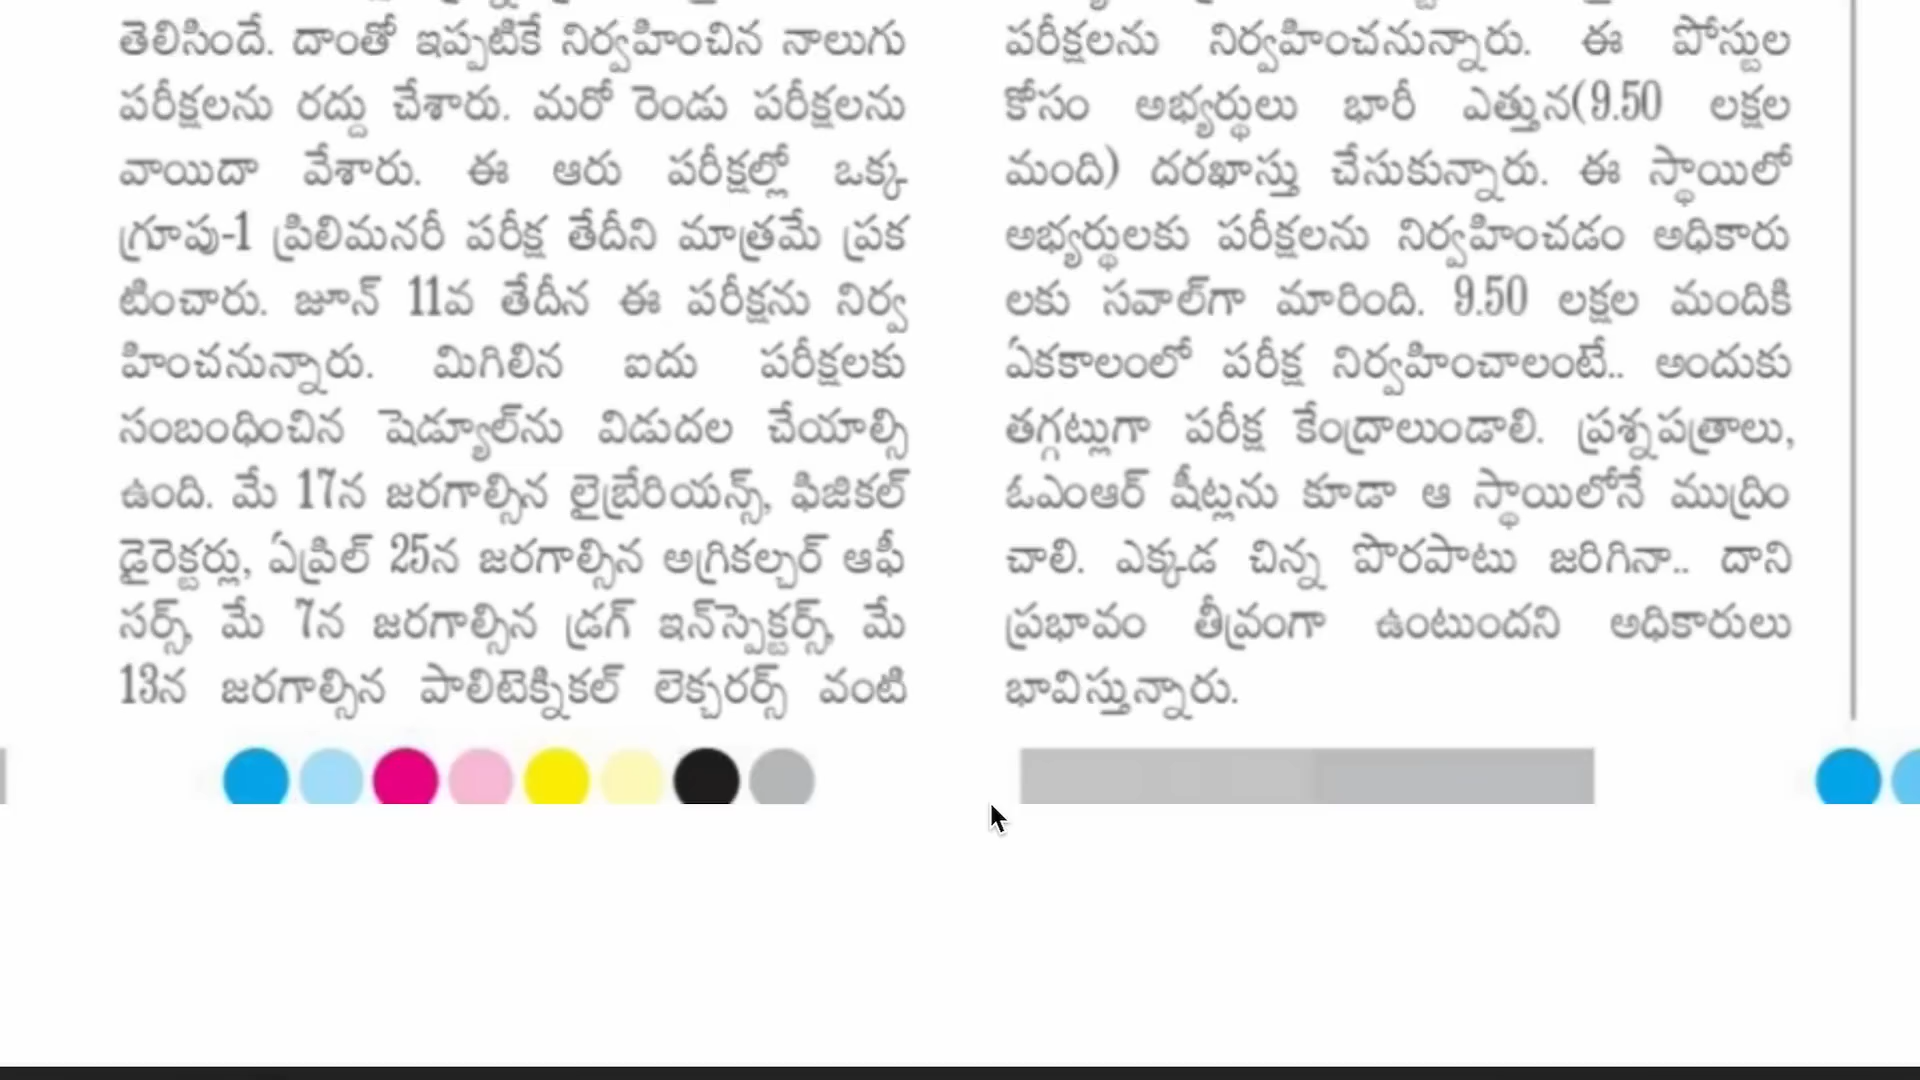 తెలిసిందే. దాంతో ఇప్పటికే నిర్వహించిన నాలుగు
పరీక్షలను రద్దు చేశారు. మరో రెండు పరీక్షలను
వాయిదా వేశారు. ఈ ఆరు పరీక్షల్లో ఒక్క
గ్రూపు-1 ప్రిలిమనరీ పరీక్ష తేదీని మాత్రమే ప్రక
టించారు. జూన్ 11వ తేదీన ఈ పరీక్షను నిర్వ
హించనున్నారు. మిగిలిన ఐదు పరీక్షలకు
సంబంధించిన షెడ్యూల్‌ను విడుదల చేయాల్సి
ఉంది. మే 17న జరగాల్సిన లైబ్రేరియన్స్, ఫిజికల్
డైరెక్టర్లు, ఏప్రిల్ 25న జరగాల్సిన అగ్రికల్చర్ ఆఫీ
సర్స్, మే 7న జరగాల్సిన డ్రగ్ ఇన్‌స్పెక్టర్స్, మే
13న జరగాల్సిన పాలిటెక్నికల్ లెక్చరర్స్ వంటి
పరీక్షలను నిర్వహించనున్నారు. ఈ పోస్టుల
కోసం అభ్యర్థులు భారీ ఎత్తున(9.50 లక్షల
మంది) దరఖాస్తు చేసుకున్నారు. ఈ స్థాయిలో
అభ్యర్థులకు పరీక్షలను నిర్వహించడం అధికారు
లకు సవాల్‌గా మారింది. 9.50 లక్షల మందికి
ఏకకాలంలో పరీక్ష నిర్వహించాలంటే.. అందుకు
తగ్గట్లుగా పరీక్ష కేంద్రాలుండాలి. ప్రశ్నపత్రాలు,
ఓఎంఆర్ షీట్లను కూడా ఆ స్థాయిలోనే ముద్రిం
చాలి. ఎక్కడ చిన్న పొరపాటు జరిగినా.. దాని
ప్రభావం తీవ్రంగా ఉంటుందని అధికారులు
భావిస్తున్నారు.